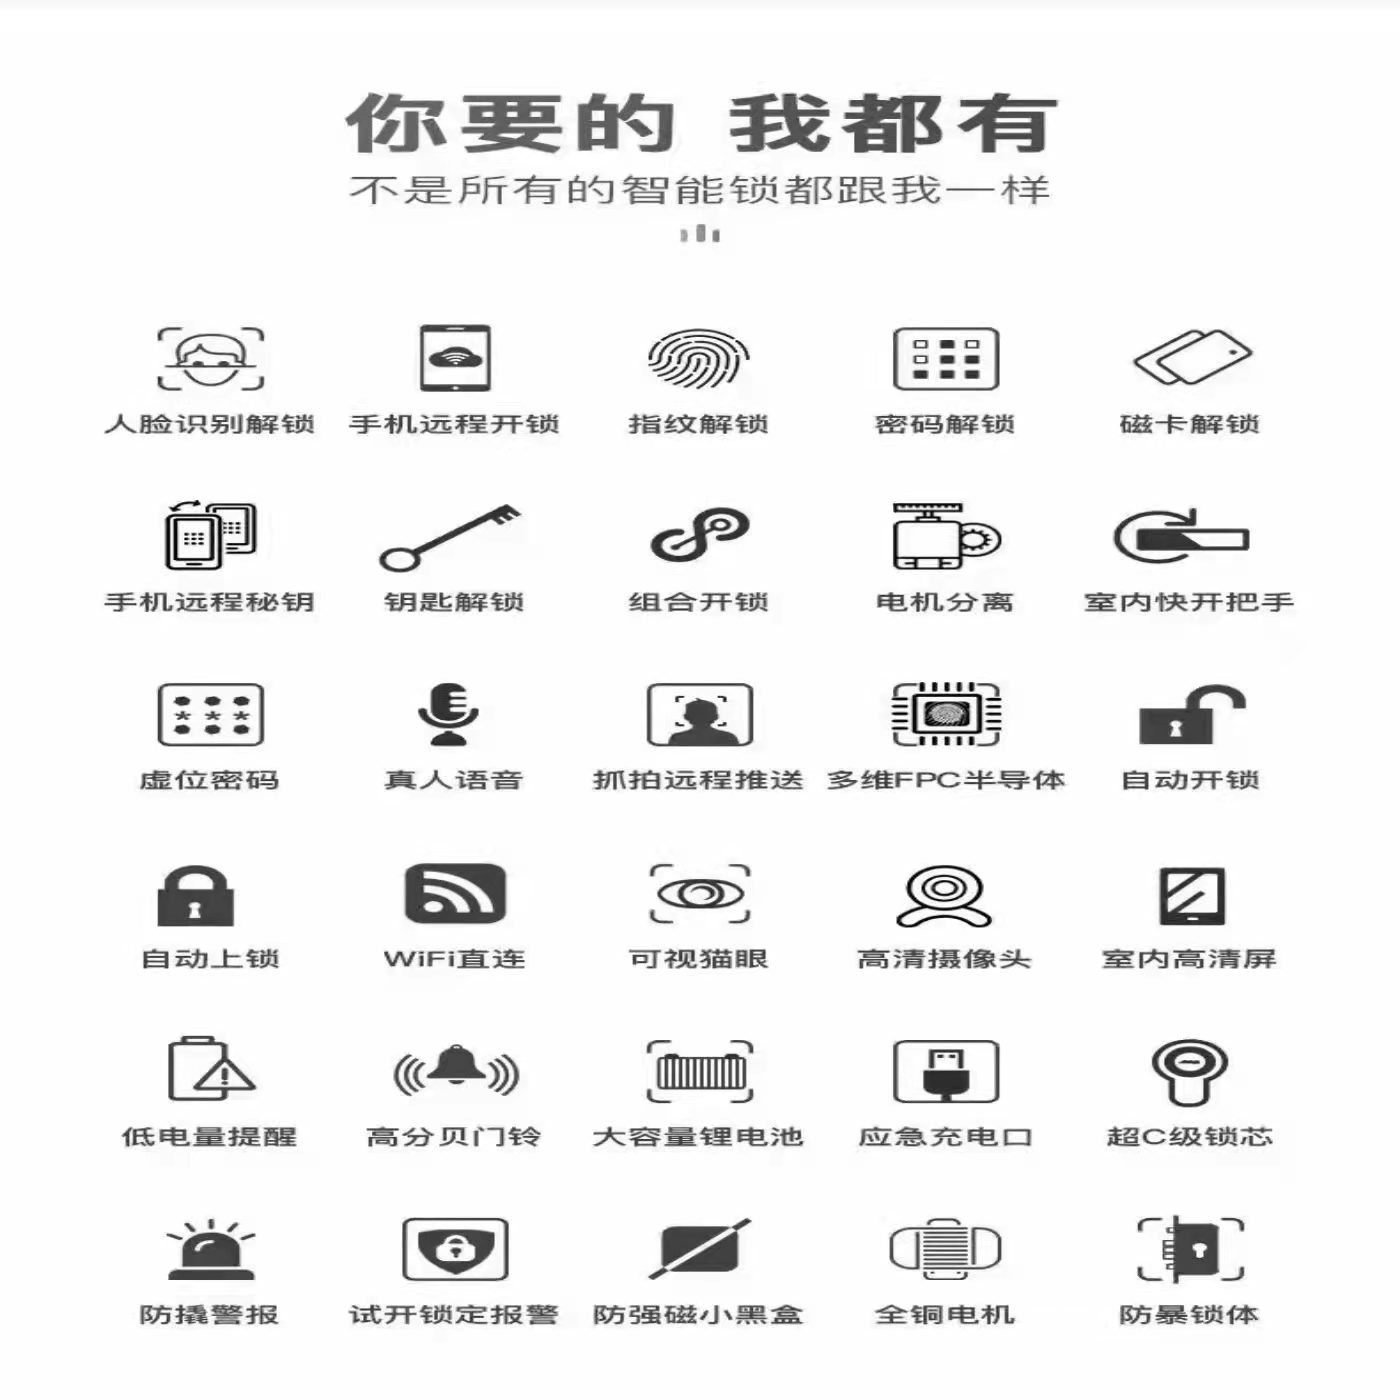 你要的 我都有
不是所有的智能锁都跟我一样
人脸识别解锁 手机远程开锁 指纹解锁 密码解锁 磁卡解锁
手机远程秘钥 钥匙解锁 组合开锁 电机分离 室内快开把手
虚位密码 真人语音 抓拍远程推送 多维FPC半导体 自动开锁
自动上锁 WiFi直连 可视猫眼 高清摄像头 室内高清屏
低电量提醒 高分贝门铃 大容量锂电池 应急充电口 超C级锁芯
防撬警报 试开锁定报警 防强磁小黑盒 全铜电机 防暴锁体